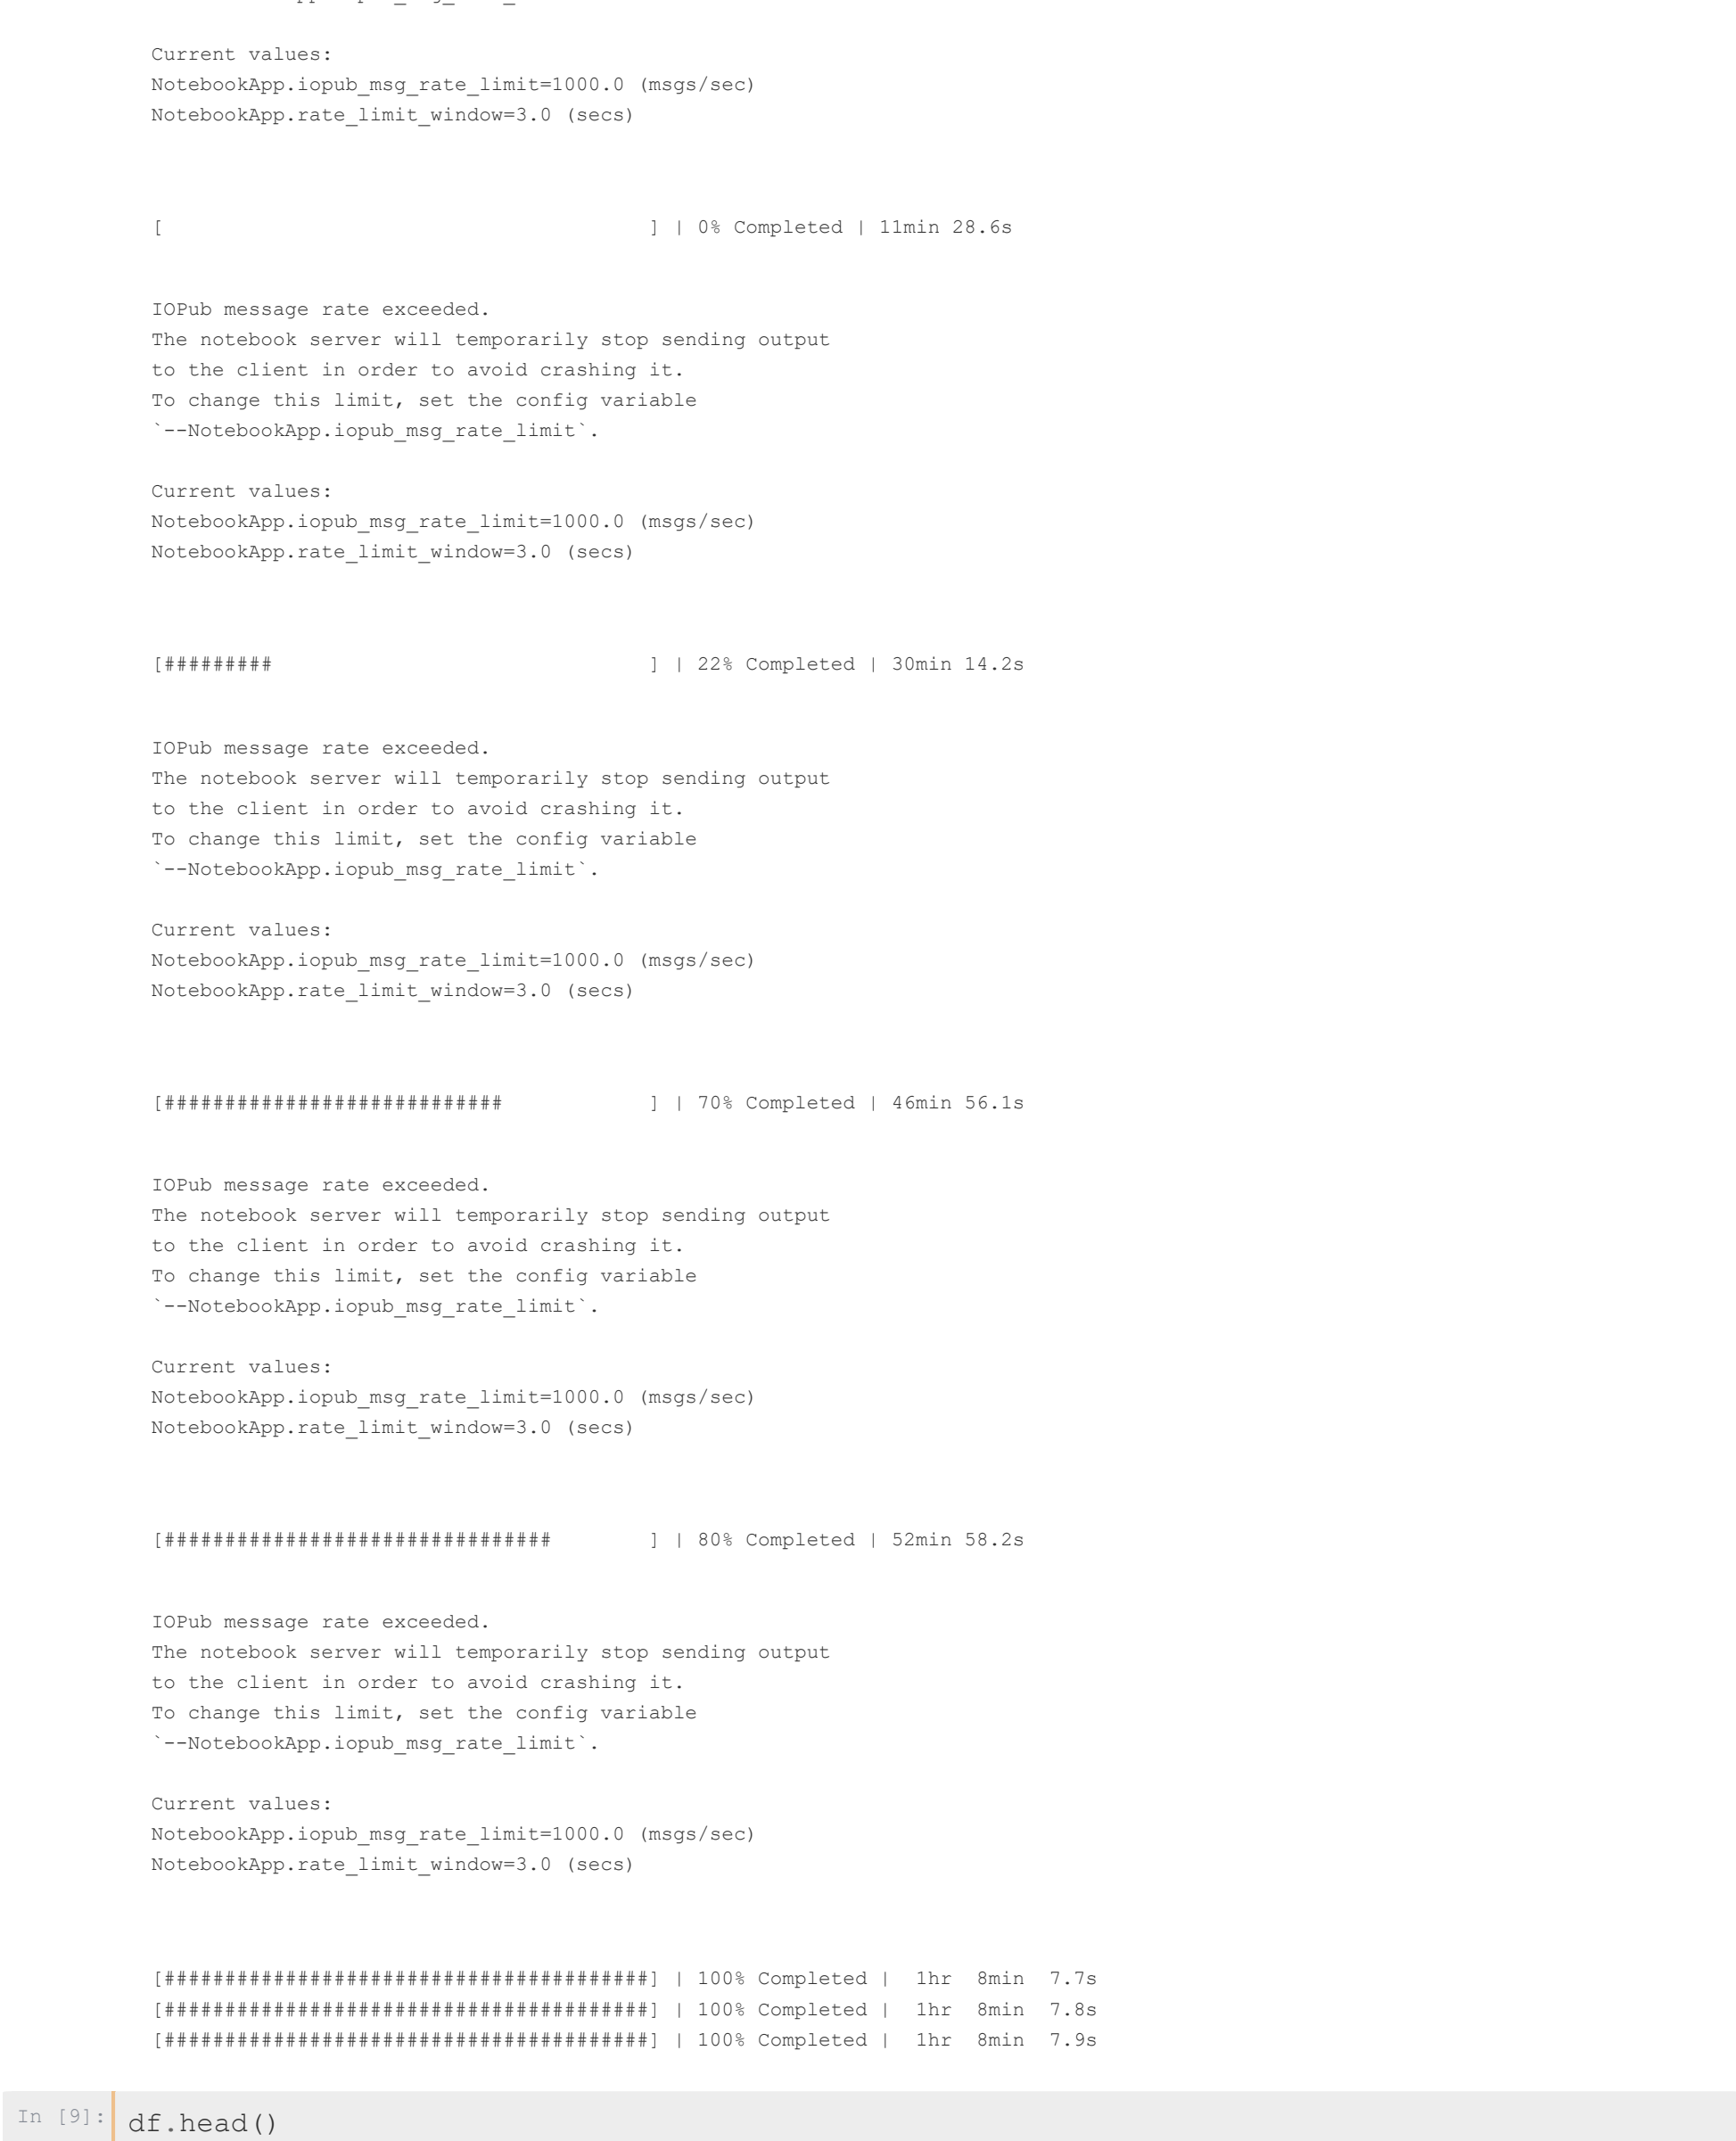 Current values:
NotebookApp.iopub_msg_rate_limit=1000.0 (msgs/sec)
NotebookApp.rate_limit_window=3.0 (secs)
[                                        ] | 0% Completed | 11min 28.6s
IOPub message rate exceeded.
The notebook server will temporarily stop sending output
to the client in order to avoid crashing it.
To change this limit, set the config variable
`--NotebookApp.iopub_msg_rate_limit`.
Current values:
NotebookApp.iopub_msg_rate_limit=1000.0 (msgs/sec)
NotebookApp.rate_limit_window=3.0 (secs)
[#########                               ] | 22% Completed | 30min 14.2s
IOPub message rate exceeded.
The notebook server will temporarily stop sending output
to the client in order to avoid crashing it.
To change this limit, set the config variable
`--NotebookApp.iopub_msg_rate_limit`.
Current values:
NotebookApp.iopub_msg_rate_limit=1000.0 (msgs/sec)
NotebookApp.rate_limit_window=3.0 (secs)
[############################            ] | 70% Completed | 46min 56.1s
IOPub message rate exceeded.
The notebook server will temporarily stop sending output
to the client in order to avoid crashing it.
To change this limit, set the config variable
`--NotebookApp.iopub_msg_rate_limit`.
Current values:
NotebookApp.iopub_msg_rate_limit=1000.0 (msgs/sec)
NotebookApp.rate_limit_window=3.0 (secs)
[################################        ] | 80% Completed | 52min 58.2s
IOPub message rate exceeded.
The notebook server will temporarily stop sending output
to the client in order to avoid crashing it.
To change this limit, set the config variable
`--NotebookApp.iopub_msg_rate_limit`.
Current values:
NotebookApp.iopub_msg_rate_limit=1000.0 (msgs/sec)
NotebookApp.rate_limit_window=3.0 (secs)
[########################################] | 100% Completed |  1hr  8min  7.7s
[########################################] | 100% Completed |  1hr  8min  7.8s
[########################################] | 100% Completed |  1hr  8min  7.9s
In [9]: df.head()